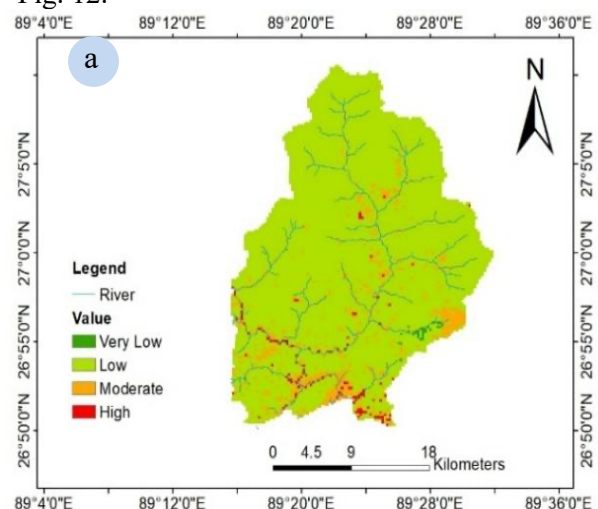 Fig. 12.
89°4'0"E 89°12'0"E 89°20'0"E 89°28'0"E 89°36'0"E
a
N
27°5'0"N 27°5'0"N
27°0'0"N 27°0'0"N
Legend
River
Value
Very Low
Low
Moderate
High
26°55'0"N 26°55'0"N
26°50'0"N 26°50'0"N
0 4.5 9 18
Kilometers
89°4'0"E 89°12'0"E 89°20'0"E 89°28'0"E 89°36'0"E